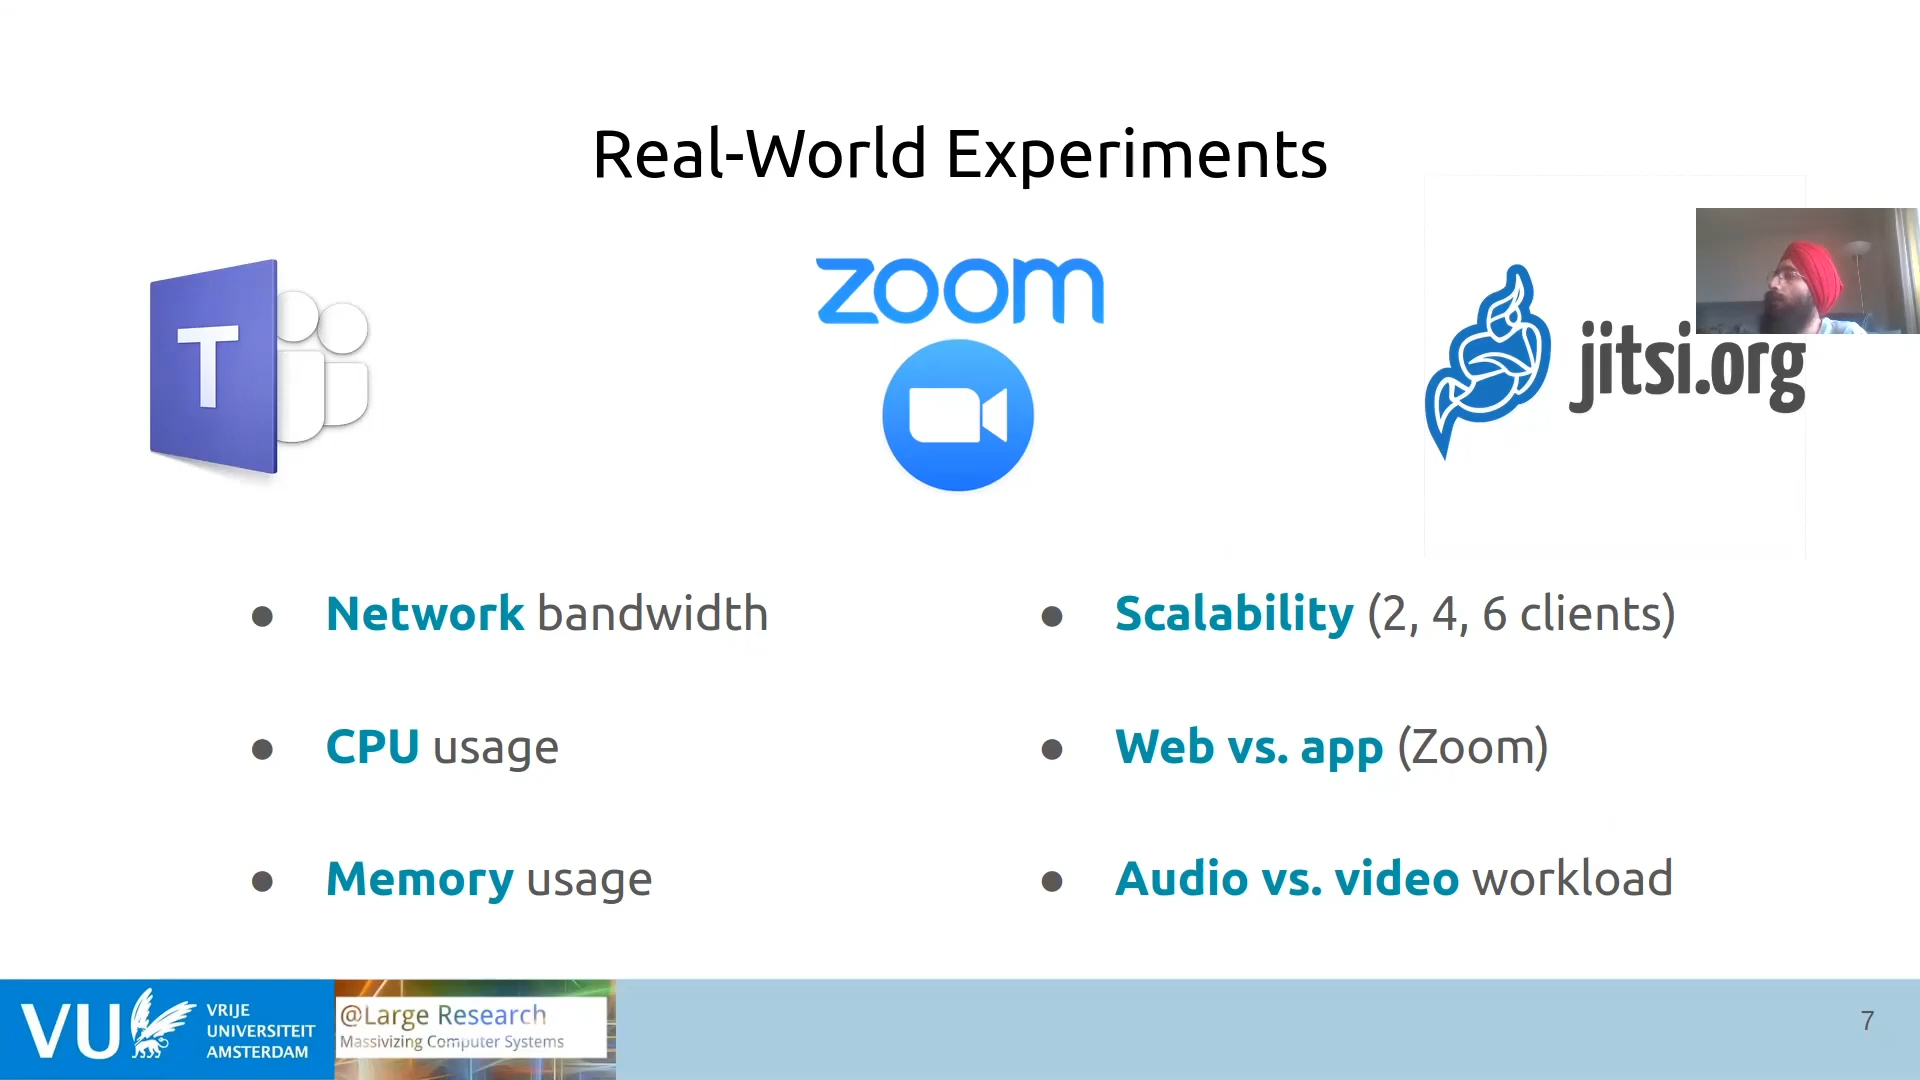 Real-World Experiments
T
zoom
jitsi.org
● Network bandwidth
● CPU usage
● Memory usage
● Scalability (2, 4, 6 clients)
● Web vs. app (Zoom)
● Audio vs. video workload
VU
VRIJE
UNIVERSITEIT
AMSTERDAM
@Large Research
Massivizing Computer Systems
7